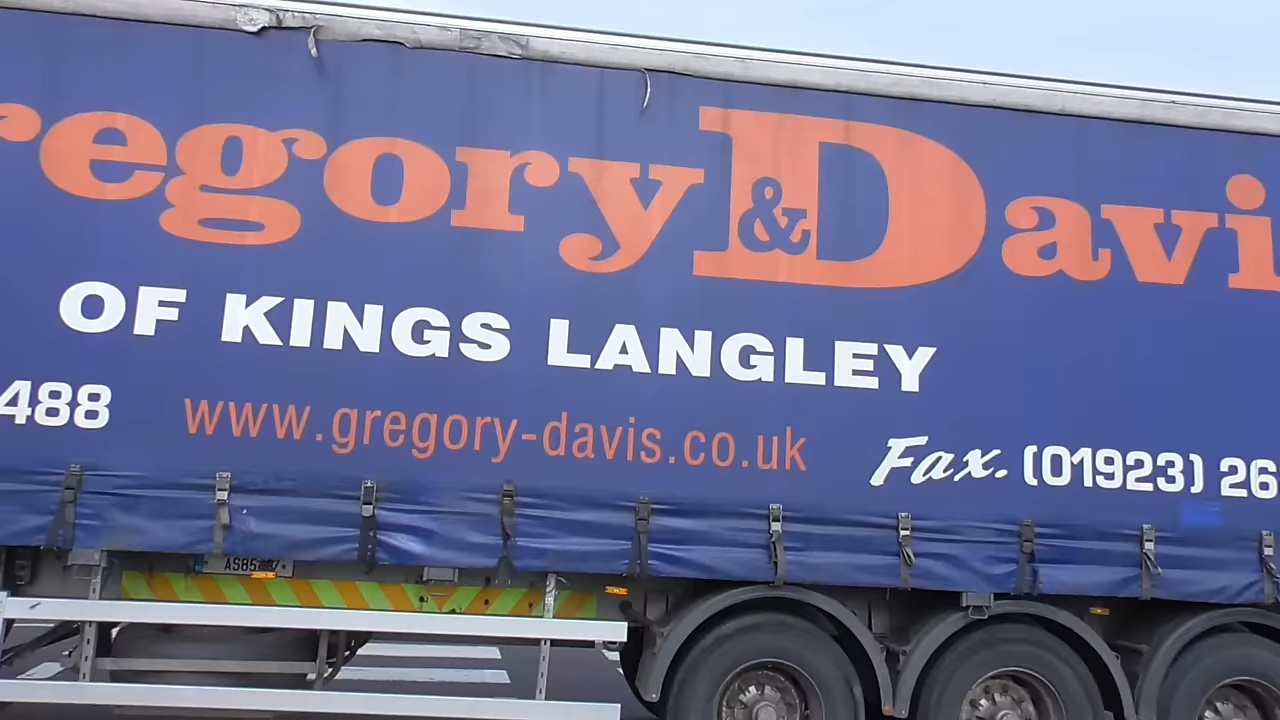 regory & Davi
OF KINGS LANGLEY
488 www.gregory-davis.co.uk Fax. (01923) 26